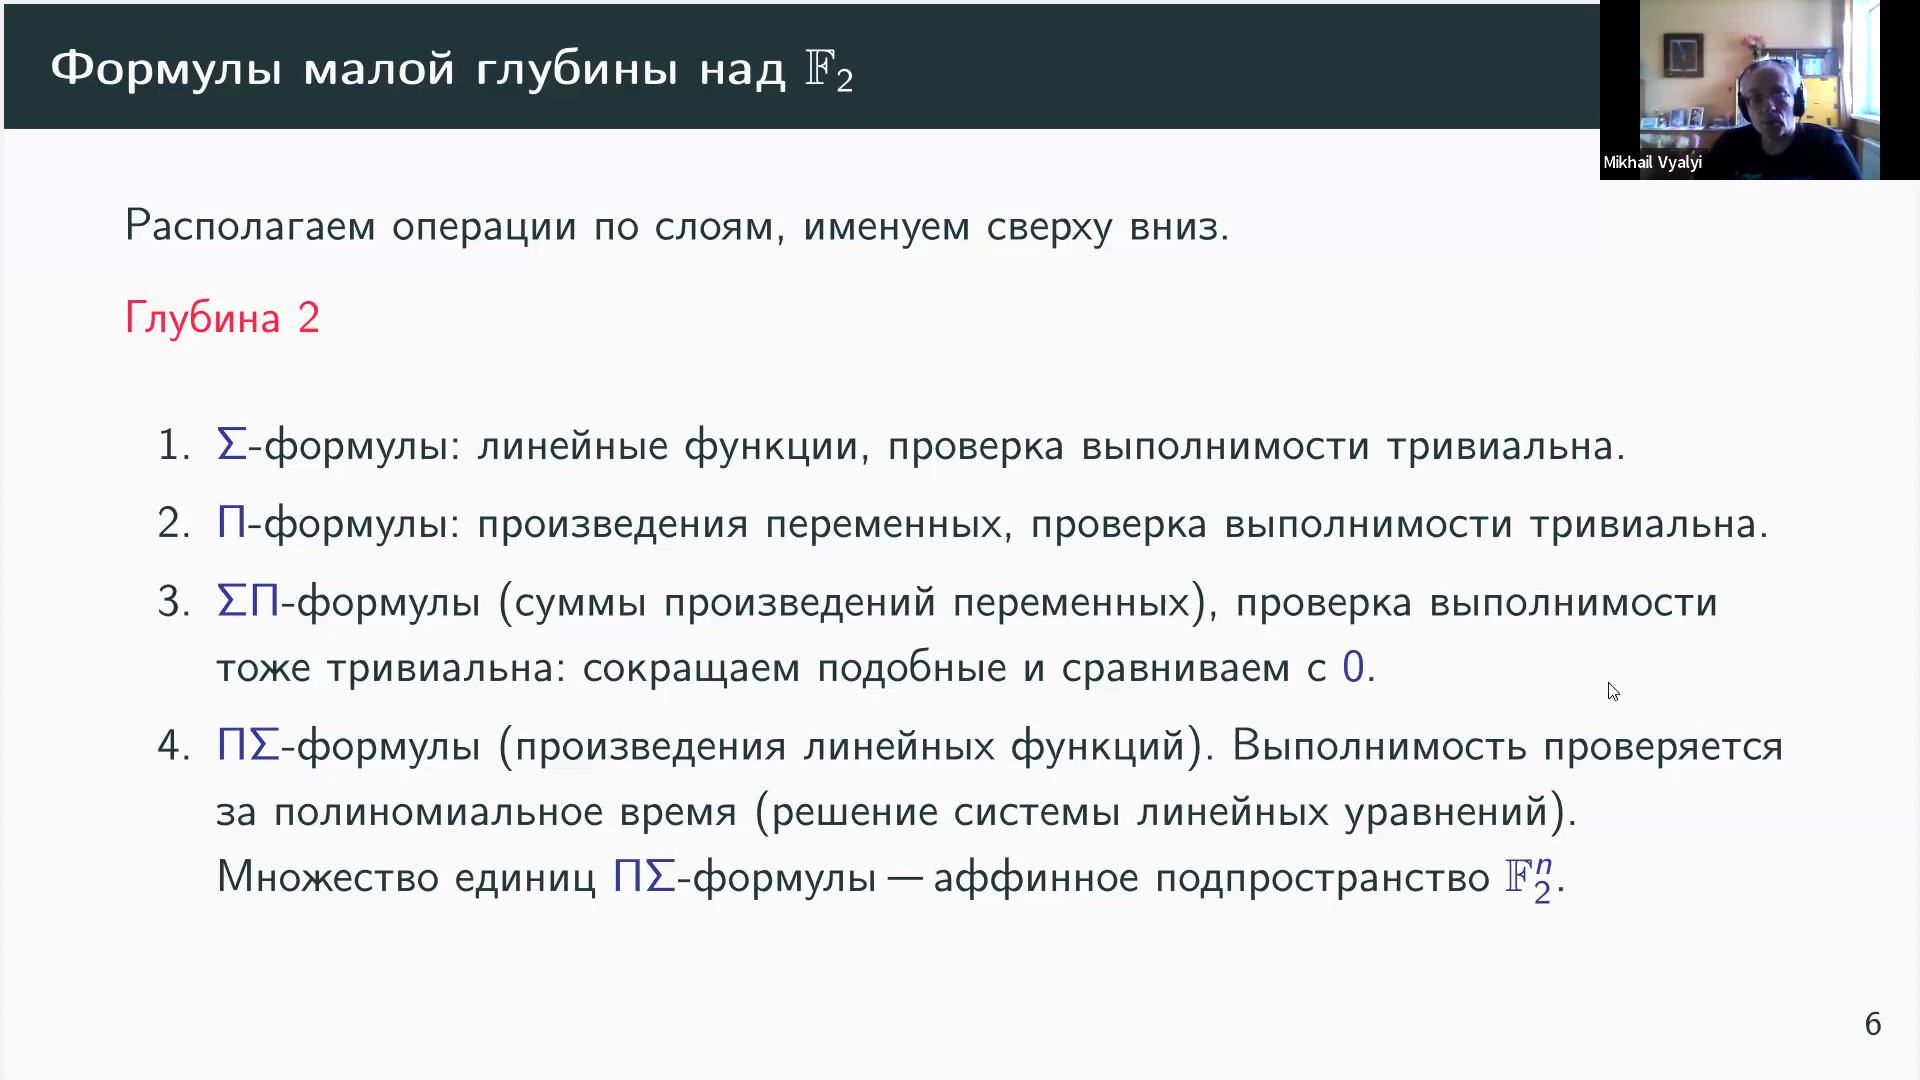 Формулы малой глубины над 𝔽₂
Mikhail Vyalyi
Располагаем операции по слоям, именуем сверху вниз.
Глубина 2
1. Σ-формулы: линейные функции, проверка выполнимости тривиальна.
2. Π-формулы: произведения переменных, проверка выполнимости тривиальна.
3. ΣΠ-формулы (суммы произведений переменных), проверка выполнимости
тоже тривиальна: сокращаем подобные и сравниваем с 0.
4. ΠΣ-формулы (произведения линейных функций). Выполнимость проверяется
за полиномиальное время (решение системы линейных уравнений).
Множество единиц ΠΣ-формулы — аффинное подпространство 𝔽₂ⁿ.
6